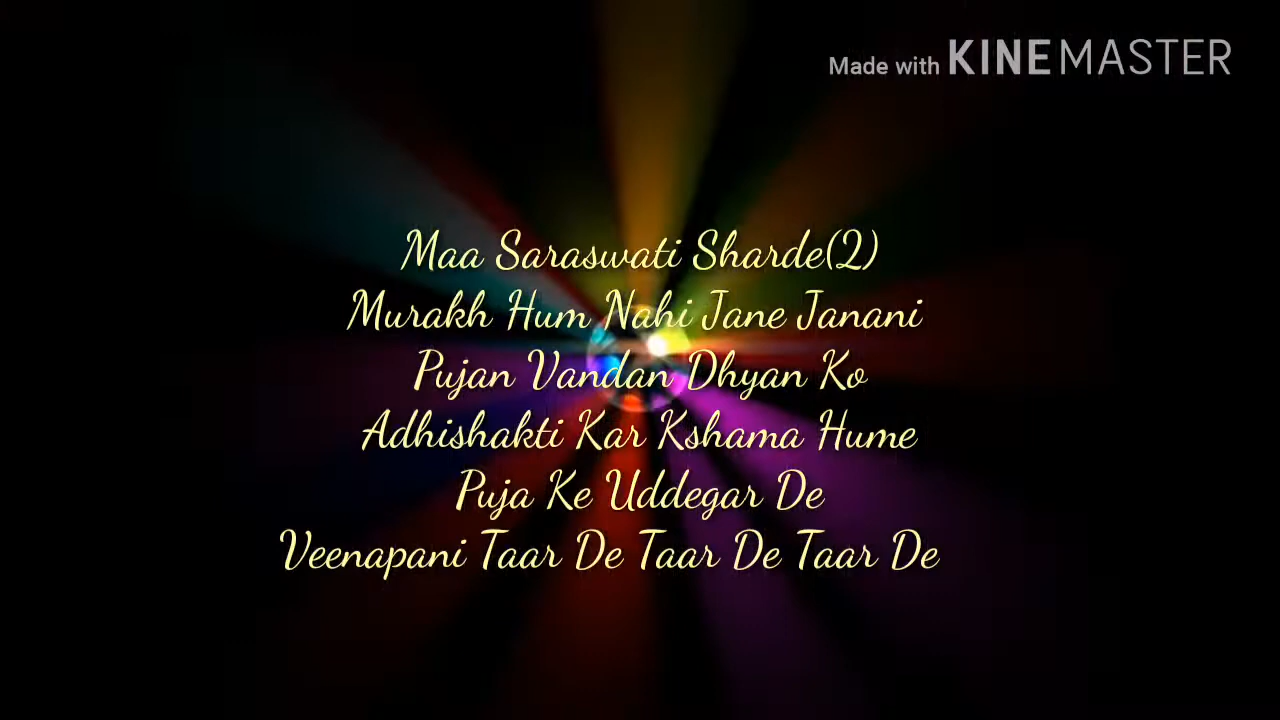 Made with KINEMASTER
Maa Saraswati Sharde(2)
Murakh Hum Nahi Jane Janani
Pujan Vandan Dhyan Ko
Adhishakti Kar Kshama Hume
Puja Ke Uddegar De
Veenapani Taar De Taar De Taar De